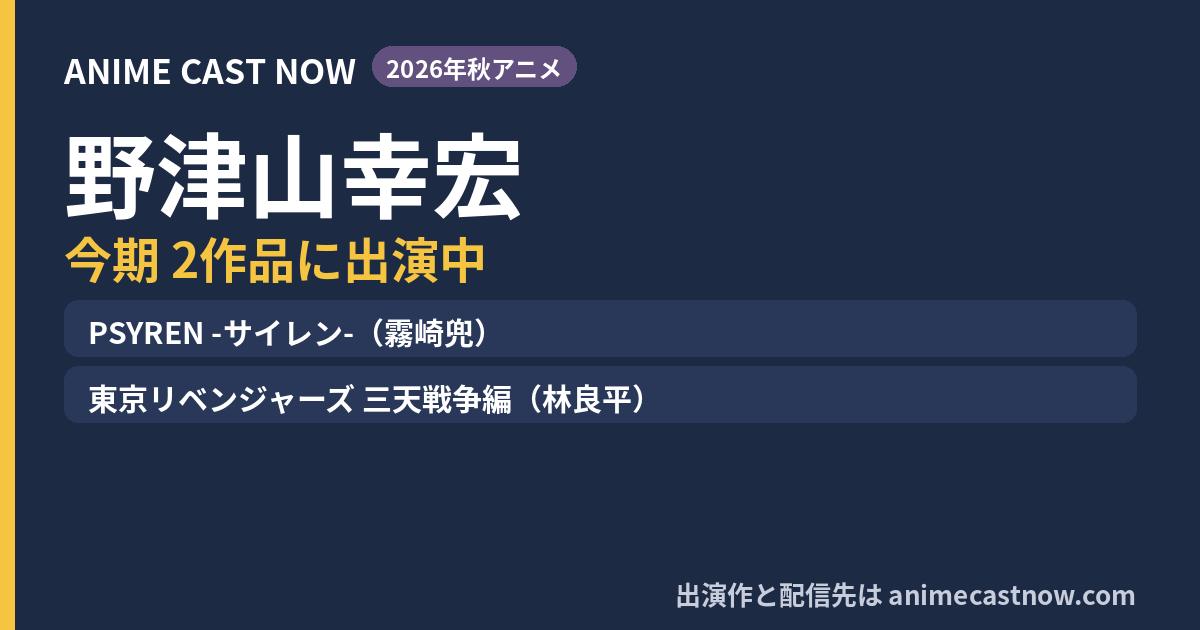 ANIME CAST NOW 2026年秋アニメ
野津山幸宏
今期 2作品に出演中
PSYREN -サイレン-（霧崎兜）
東京リベンジャーズ 三天戦争編（林良平）
出演作と配信先は animecastnow.com